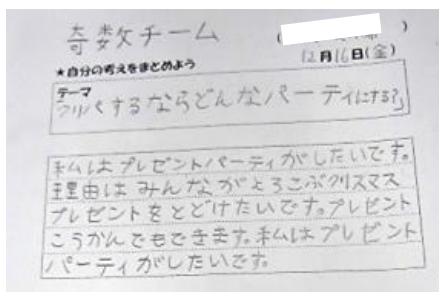 奇数チーム
12月16日(金)
★自分の考えをまとめよう
テーマ
クリパするならどんなパーティにする?」
私はプレゼントパーティがしたいです。
理由はみんながよろこぶクリスマス
プレゼントをとどけたいです。プレゼント
こうかんでもできます。私はプレゼント
パーティがしたいです。